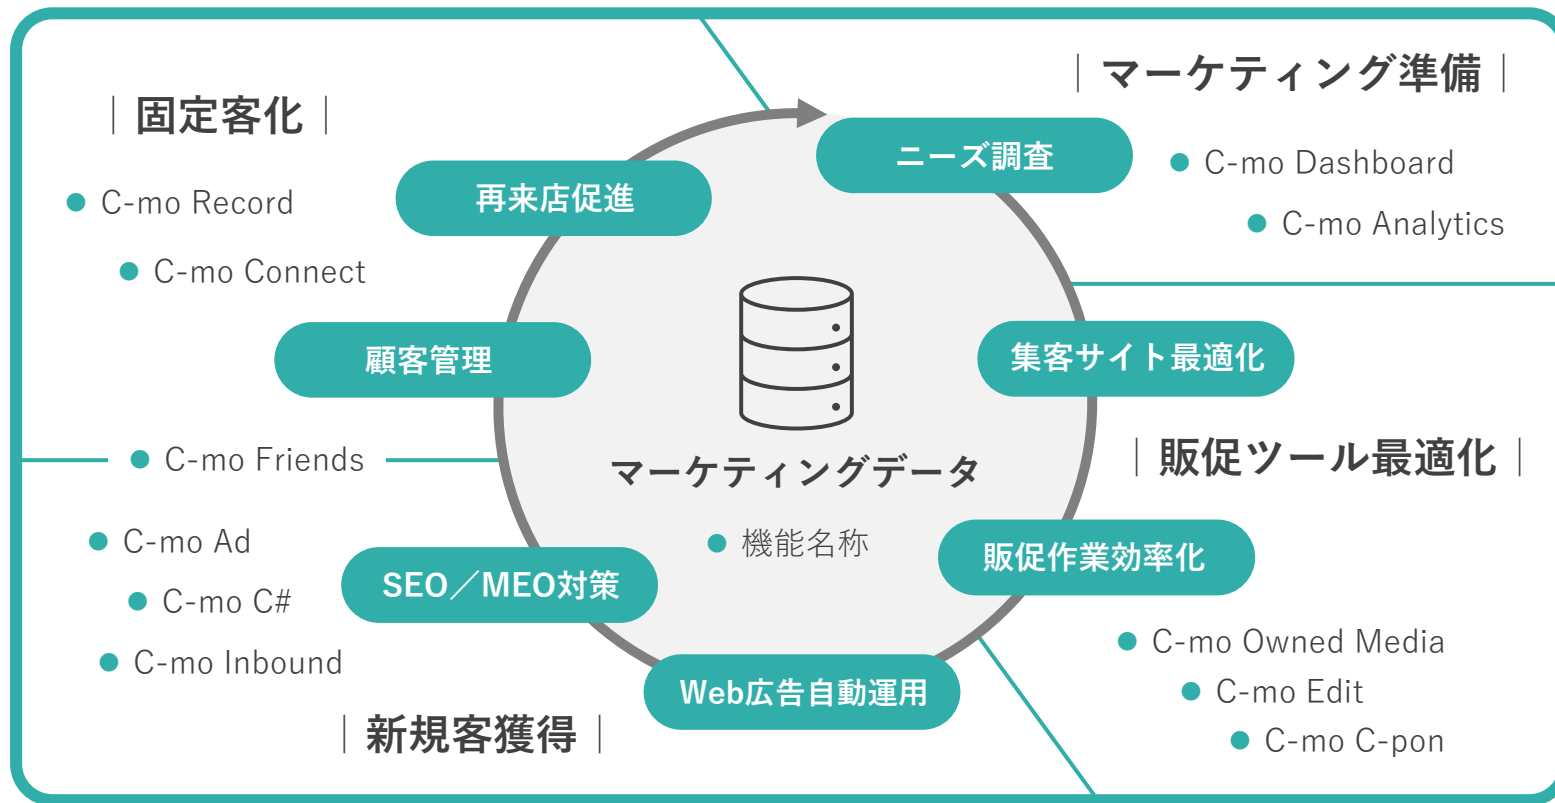 ｜マーケティング準備｜
ニーズ調査
C-mo Dashboard
C-mo Analytics
集客サイト最適化
｜販促ツール最適化｜
販促作業効率化
C-mo Owned Media
C-mo Edit
C-mo C-pon
Web広告自動運用
｜新規客獲得｜
SEO／MEO対策
C-mo Ad
C-mo C#
C-mo Inbound
C-mo Friends
｜固定客化｜
顧客管理
再来店促進
C-mo Record
C-mo Connect
マーケティングデータ
機能名称